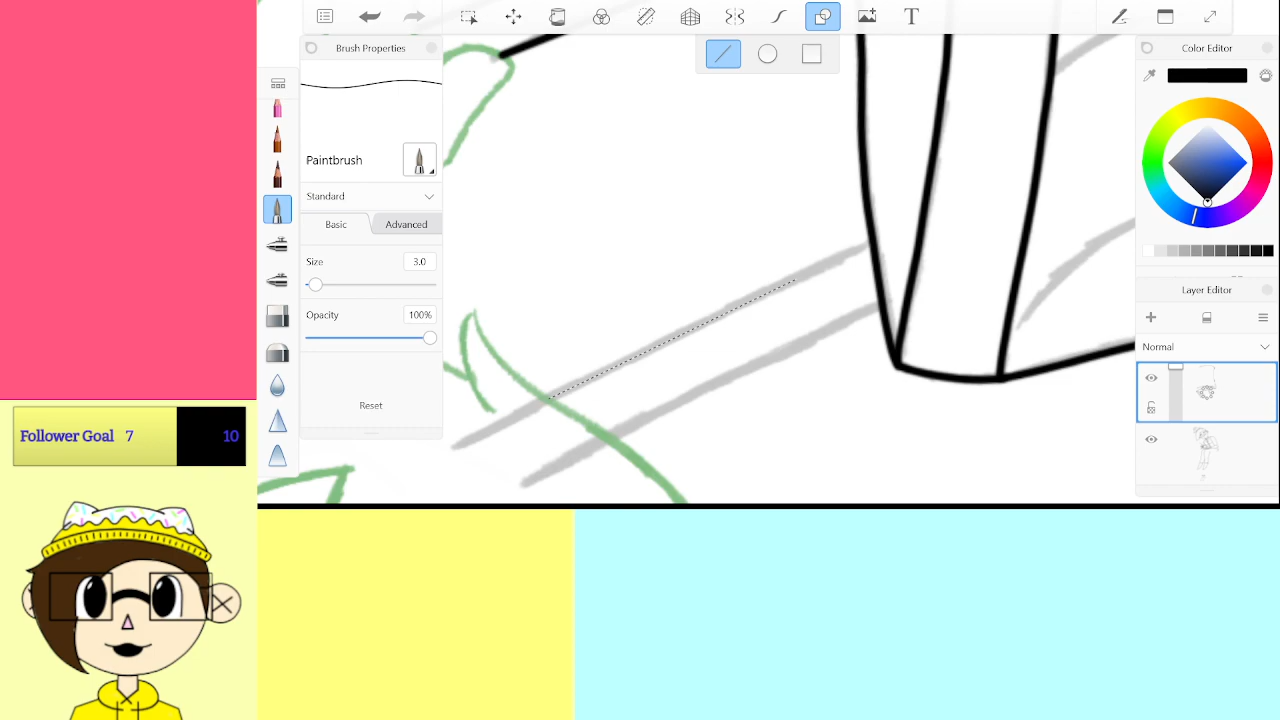 Brush Properties
Paintbrush
Standard
Basic
Advanced
Size
3.0
Opacity
100%
Reset
T
Color Editor
Layer Editor
Normal
Follower Goal 7
10